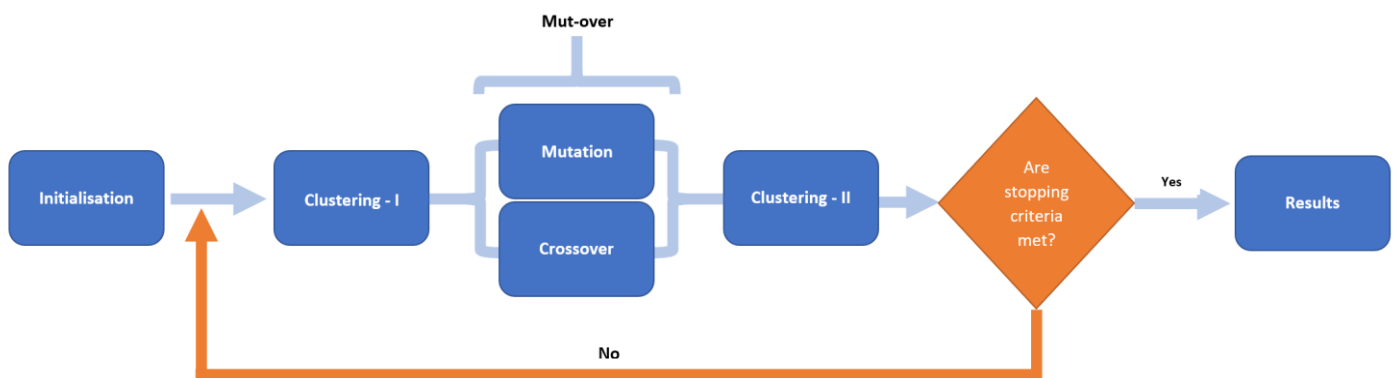 Mut-over
Initialisation
Clustering - I
Mutation
Crossover
Clustering - II
Are
stopping
criteria
met?
Yes
Results
No